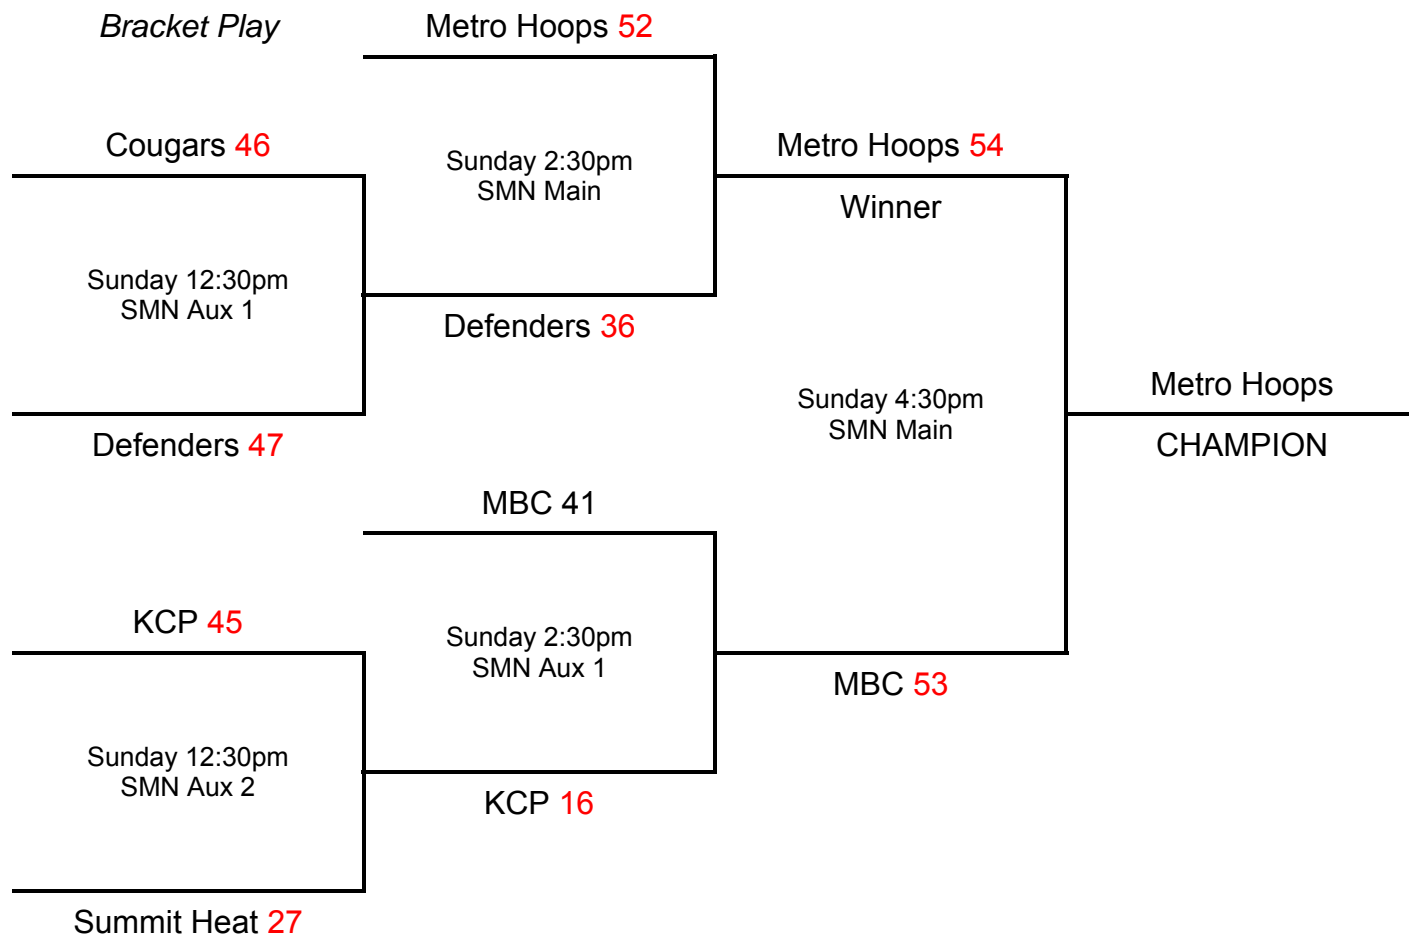 Bracket Play
Metro Hoops 52
Cougars 46
Sunday 2:30pm
SMN Main
Metro Hoops 54
Winner
Sunday 12:30pm
SMN Aux 1
Defenders 36
Defenders 47
Sunday 4:30pm
SMN Main
Metro Hoops
CHAMPION
MBC 41
KCP 45
Sunday 2:30pm
SMN Aux 1
MBC 53
Sunday 12:30pm
SMN Aux 2
KCP 16
Summit Heat 27